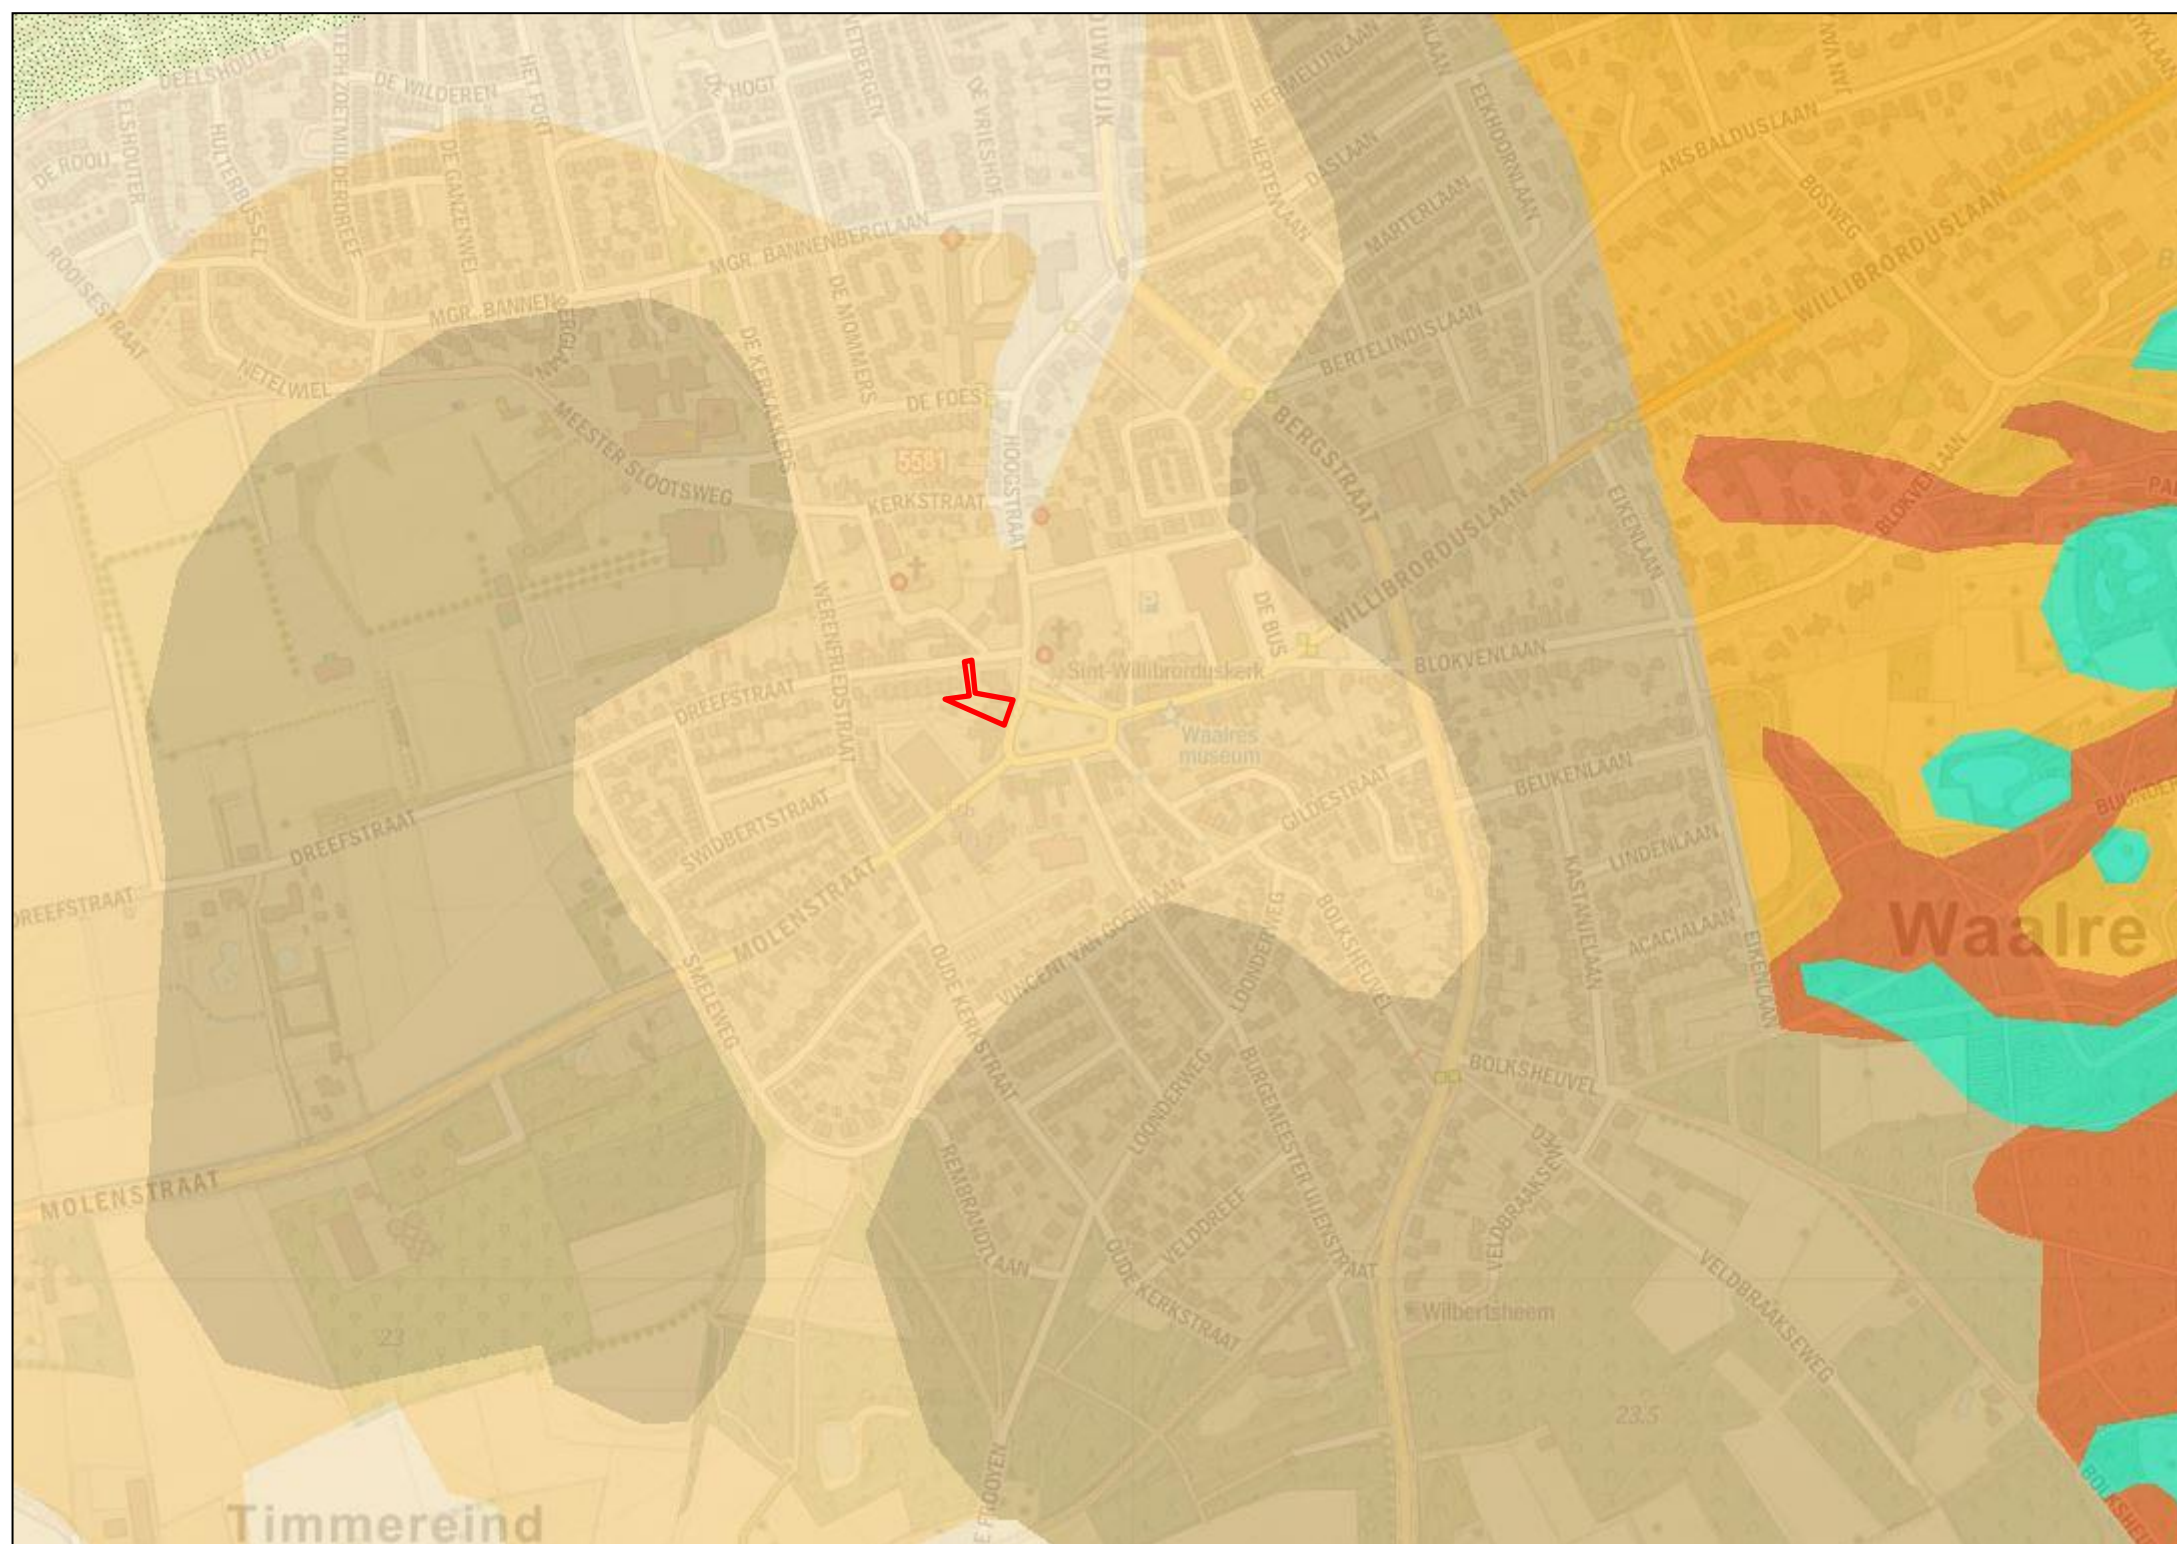 DEELSHOUTER
DE WILDEREN
HET FORT
DE HOGT
DE VRIESHOF
HERMELIJNLAAN
EEKHOORNLAAN
ANSBALDUSLAAN
DE ROOIJ
ELSHOUTER
HULTERBUSSEL
DE GANZENWEI
HERTENLAAN
DASLAAN
MARTERLAAN
BOSWEG
WILLIBRORDUSLAAN
ROOISESTRAAT
MGR. BANNENBERGLAAN
MGR. BANNENBERGLAAN
DE MOMMERS
BERTELINDISLAAN
NETELWIEL
DE KERKAKKERS
DE FOES
MEESTER SLOOTSWEG
5581
KERKSTRAAT
HOOGSTRAAT
BERGSTRAAT
WILLIBRORDUSLAAN
EIKENLAAN
BLOKVENLAAN
WERENFRIEDSTRAAT
DE BUS
P
Sint-Willibrorduskerk
BLOKVENLAAN
DREEFSTRAAT
Waalres
museum
BEUKENLAAN
GILDESTRAAT
SWIDBERTSTRAAT
DREEFSTRAAT
LINDENLAAN
KASTANJELAAN
DREEFSTRAAT
MOLENSTRAAT
VINCENT VAN GOGHLAAN
LOONDERWEG
BOLKSHEUVEL
ACACIALAAN
EIKENLAAN
Waalre
SMELEWEG
OUDE KERKSTRAAT
LOONDERWEG
BURGEMEESTER UIJENSTRAAT
BOLKSHEUVEL
MOLENSTRAAT
REMBRANDTLAAN
VELDDREEF
OUDE KERKSTRAAT
VELDBRAAKSEWEG
VELDBRAAKSEWEG
Wilbertsheem
23
23.5
Timmereind